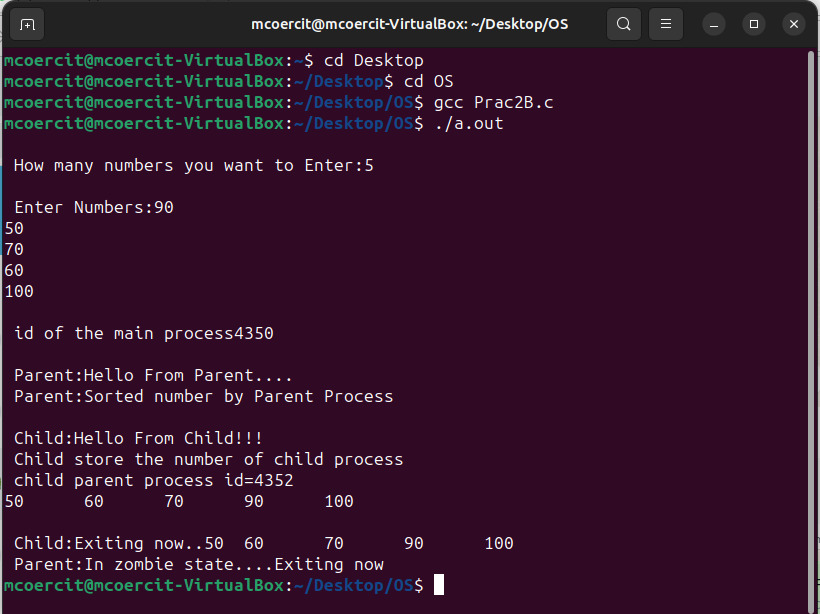 mcoercit@mcoercit-VirtualBox: ~/Desktop/OS
mcoercit@mcoercit-VirtualBox:~$ cd Desktop
mcoercit@mcoercit-VirtualBox:~/Desktop$ cd OS
mcoercit@mcoercit-VirtualBox:~/Desktop/OS$ gcc Prac2B.c
mcoercit@mcoercit-VirtualBox:~/Desktop/OS$ ./a.out
How many numbers you want to Enter:5
Enter Numbers:90
50
70
60
100
id of the main process4350
Parent:Hello From Parent....
Parent:Sorted number by Parent Process
Child:Hello From Child!!!
Child store the number of child process
child parent process id=4352
50 60 70 90 100
Child:Exiting now..50 60 70 90 100
Parent:In zombie state....Exiting now
mcoercit@mcoercit-VirtualBox:~/Desktop/OS$